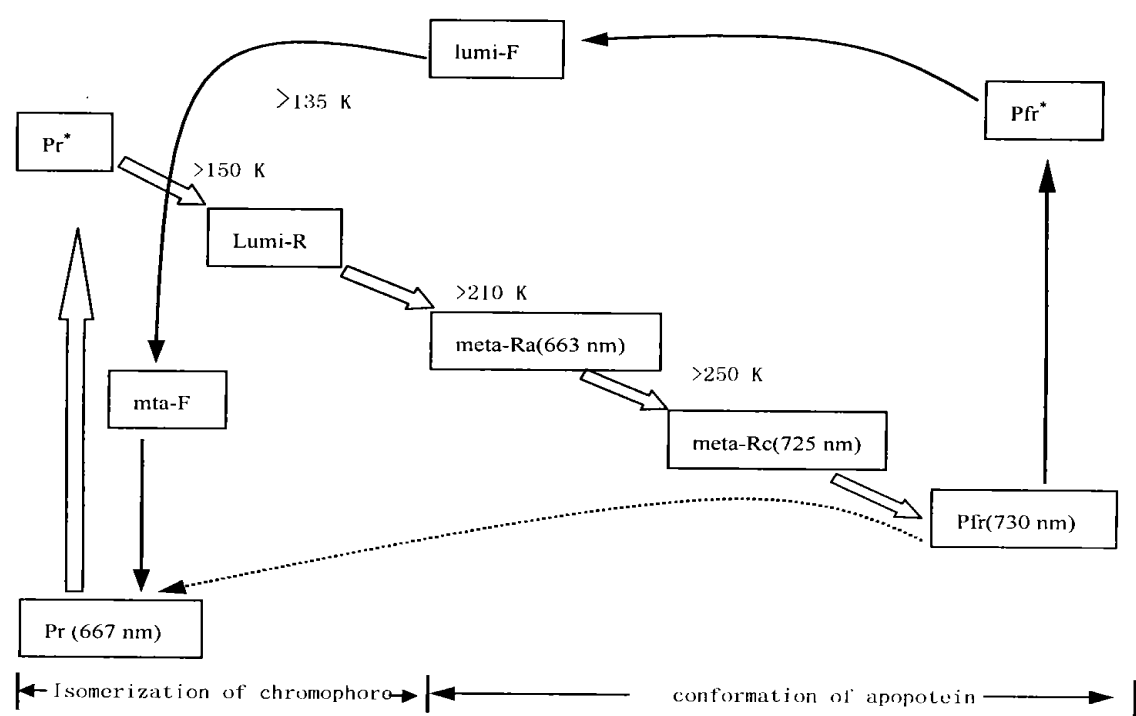 lumi-F
>135 K
Pfr*
Pr*
>150 K
Lumi-R
>210 K
meta-Ra(663 nm)
>250 K
mta-F
meta-Rc(725 nm)
Pfr(730 nm)
Pr (667 nm)
Isomerization of chromophore
conformation of apopotein